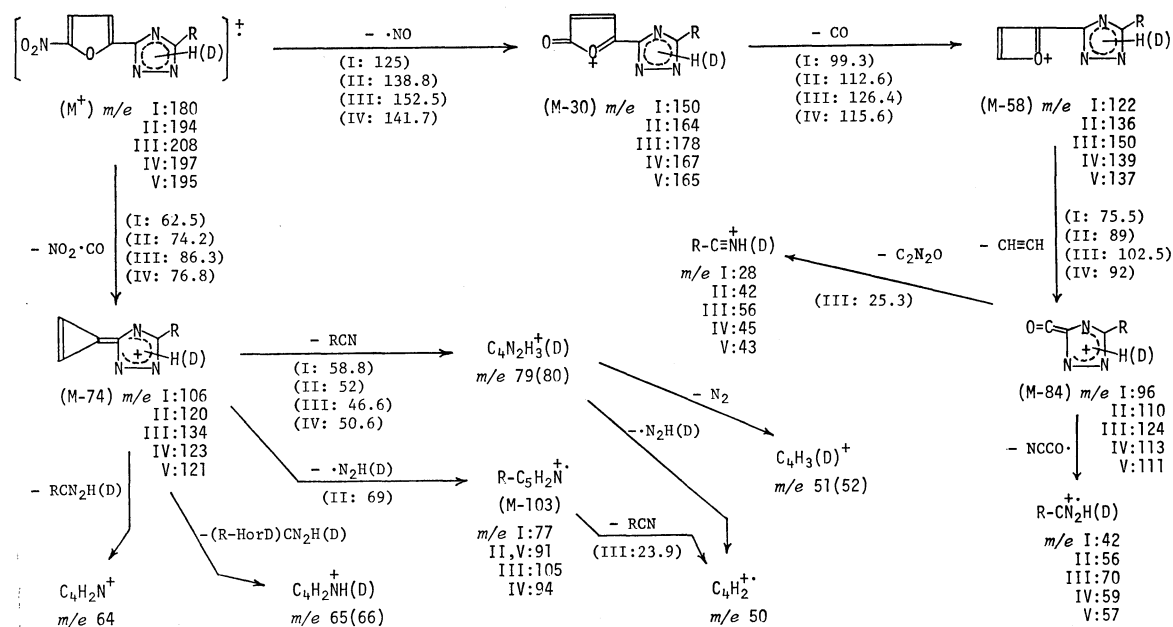 O₂N O N R N N H(D) ⁺·
(M⁺) m/e I:180
II:194
III:208
IV:197
V:195
- ·NO
(I: 125)
(II: 138.8)
(III: 152.5)
(IV: 141.7)
O= O⁺ N R N N H(D)
(M-30) m/e I:150
II:164
III:178
IV:167
V:165
- CO
(I: 99.3)
(II: 112.6)
(III: 126.4)
(IV: 115.6)
O+ N R N N H(D)
(M-58) m/e I:122
II:136
III:150
IV:139
V:137
- NO₂·CO
(I: 62.5)
(II: 74.2)
(III: 86.3)
(IV: 76.8)
- CH≡CH
(I: 75.5)
(II: 89)
(III: 102.5)
(IV: 92)
R-C≡N⁺H(D)
m/e I:28
II:42
III:56
IV:45
V:43
- C₂N₂O
(III: 25.3)
O=C N R + N N H(D)
(M-84) m/e I:96
II:110
III:124
IV:113
V:111
N R + N N H(D)
(M-74) m/e I:106
II:120
III:134
IV:123
V:121
- RCN
(I: 58.8)
(II: 52)
(III: 46.6)
(IV: 50.6)
C₄N₂H₃⁺(D)
m/e 79(80)
- N₂
-·N₂H(D)
C₄H₃(D)⁺
m/e 51(52)
- ·N₂H(D)
(II: 69)
R-C₅H₂N⁺·
(M-103)
m/e I:77
II,V:91
III:105
IV:94
- RCN
(III:23.9)
C₄H₂⁺·
m/e 50
- NCCO·
R-CN₂H(D)⁺·
m/e I:42
II:56
III:70
IV:59
V:57
- RCN₂H(D)
-(R-HorD)CN₂H(D)
C₄H₂N⁺
m/e 64
C₄H₂N⁺H(D)
m/e 65(66)